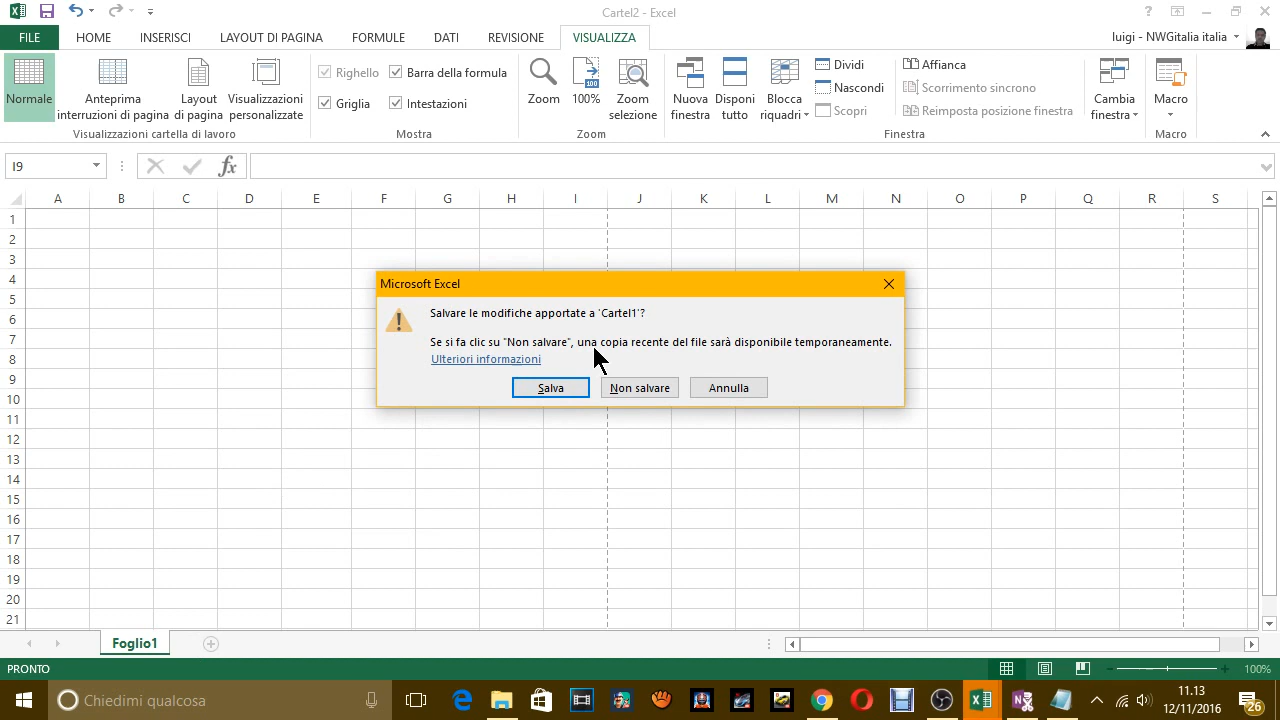 Cartel2 - Excel
FILE HOME INSERISCI LAYOUT DI PAGINA FORMULE DATI REVISIONE VISUALIZZA luigi - NWGitalia italia
Normale
Anteprima interruzioni di pagina
Layout di pagina
Visualizzazioni personalizzate
Visualizzazioni cartella di lavoro
Righello
Barra della formula
Griglia
Intestazioni
Mostra
Zoom
100%
Zoom selezione
Zoom
Nuova finestra
Disponi tutto
Blocca riquadri
Dividi
Nascondi
Scopri
Affianca
Scorrimento sincrono
Reimposta posizione finestra
Cambia finestra
Finestra
Macro
Macro
I9
fx
A B C D E F G H I J K L M N O P Q R S
1
2
3
4
5
6
7
8
9
10
11
12
13
14
15
16
17
18
19
20
21
Microsoft Excel
Salvare le modifiche apportate a 'Cartel1'?
Se si fa clic su "Non salvare", una copia recente del file sarà disponibile temporaneamente.
Ulteriori informazioni
Salva Non salvare Annulla
Foglio1
PRONTO 100%
Chiedimi qualcosa
11.13
12/11/2016
26